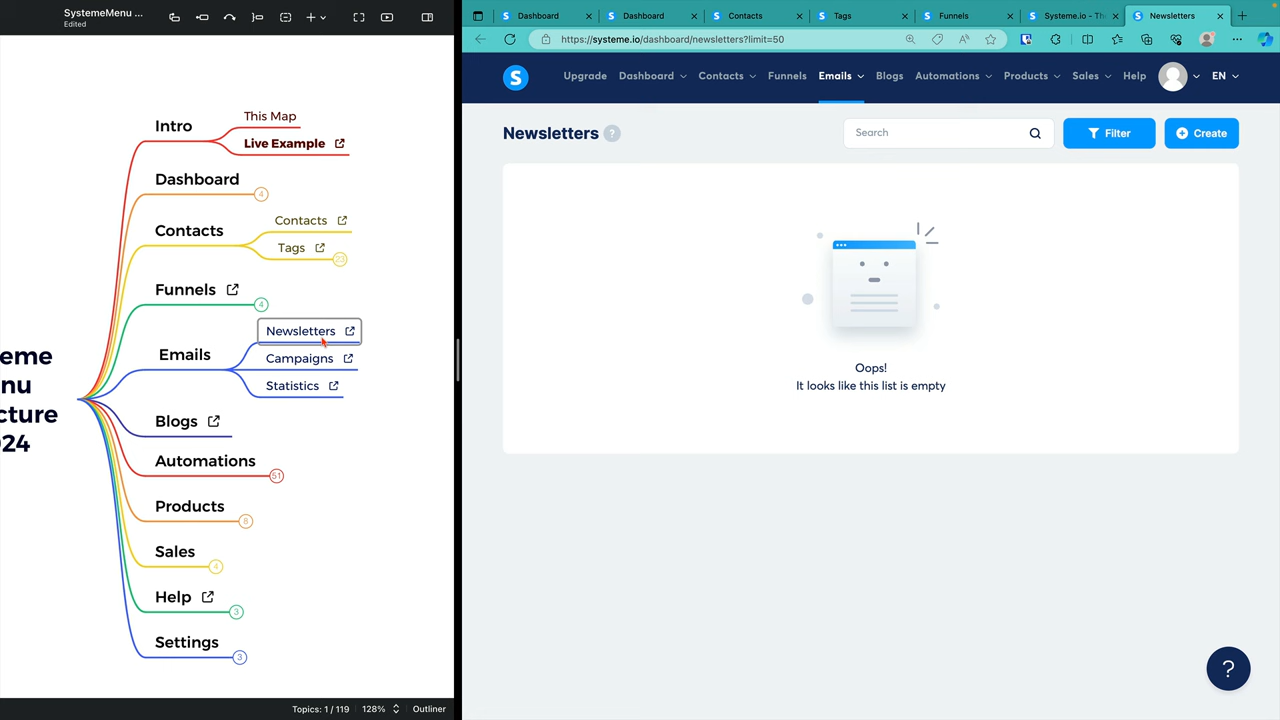 SystemeMenu ...
Edited
Intro
This Map
Live Example
Dashboard
4
Contacts
Contacts
Tags
23
Funnels
4
Emails
Newsletters
Campaigns
Statistics
eme
nu
cture
024
Blogs
Automations
51
Products
8
Sales
4
Help
3
Settings
3
Topics: 1 / 119
128%
Outliner
Dashboard
Dashboard
Contacts
Tags
Funnels
Systeme.io - Th
Newsletters
https://systeme.io/dashboard/newsletters?limit=50
S
Upgrade
Dashboard
Contacts
Funnels
Emails
Blogs
Automations
Products
Sales
Help
EN
Newsletters ?
Search
Filter
Create
Oops!
It looks like this list is empty
?